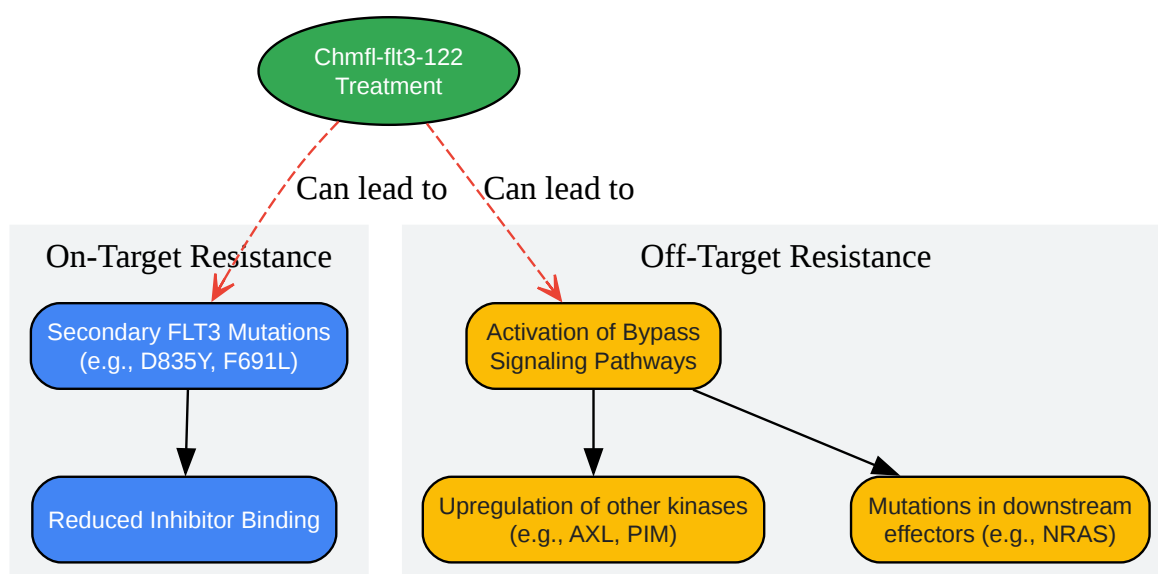 Chmfl-flt3-122
Treatment
Can lead to
Can lead to
On-Target Resistance
Off-Target Resistance
Secondary FLT3 Mutations
(e.g., D835Y, F691L)
Activation of Bypass
Signaling Pathways
Reduced Inhibitor Binding
Upregulation of other kinases
(e.g., AXL, PIM)
Mutations in downstream
effectors (e.g., NRAS)